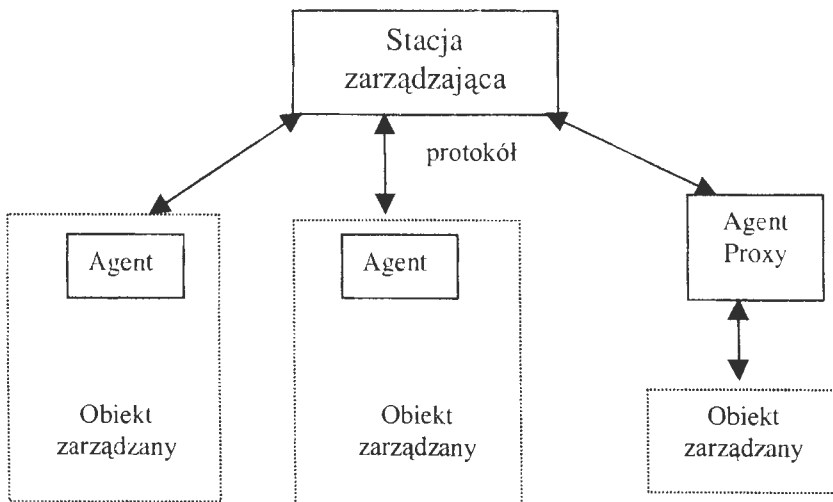 Stacja
zarządzająca
protokół
Agent
Agent
Agent
Proxy
Obiekt
zarządzany
Obiekt
zarządzany
Obiekt
zarządzany